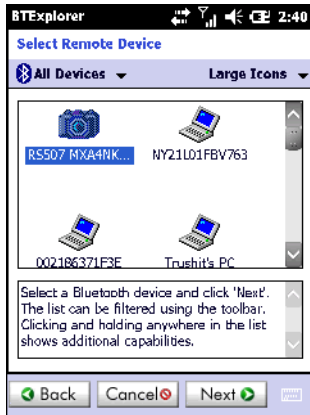 BTExplorer 2:40
Select Remote Device
All Devices Large Icons
RS507 MXA4NK... NY21L01FBV763
002186371F3E Trushit's PC
Select a Bluetooth device and click 'Next'.
The list can be filtered using the toolbar.
Clicking and holding anywhere in the list
shows additional capabilities.
Back Cancel Next